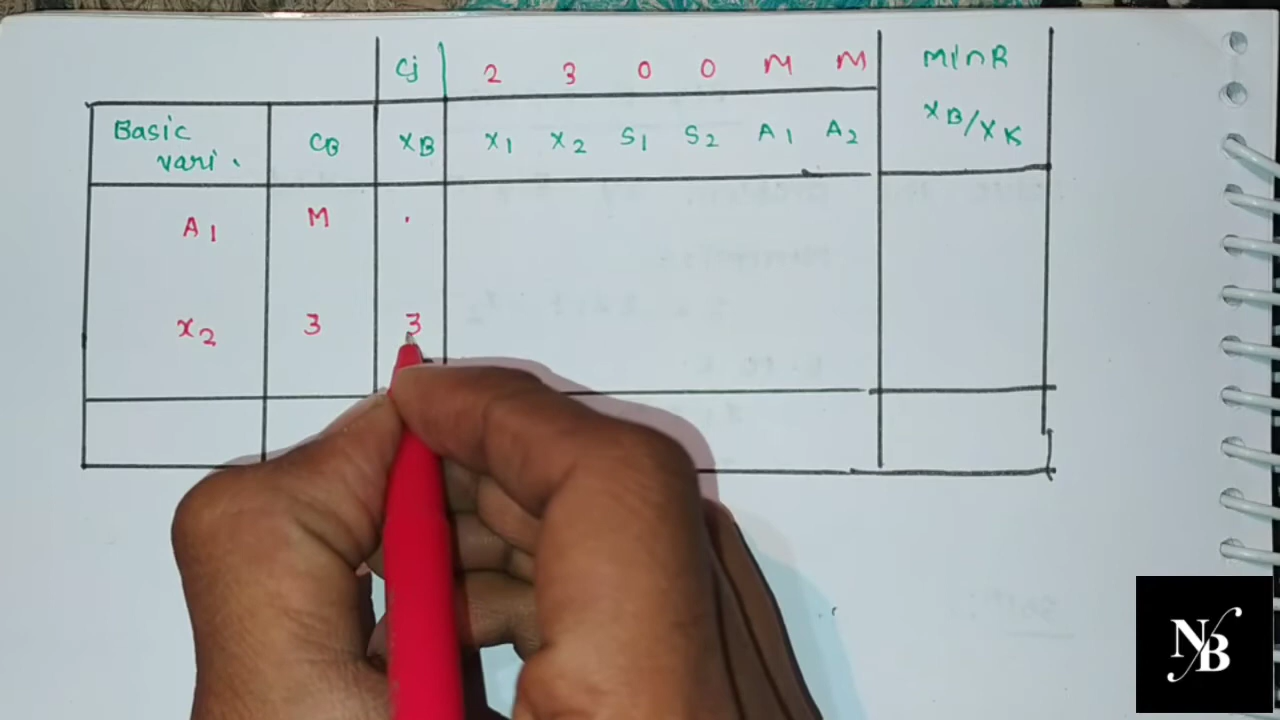 Cj 2 3 0 0 M M MinR
Basic vari. CB XB x1 x2 S1 S2 A1 A2 XB/XK
A1 M
x2 3 3
NB